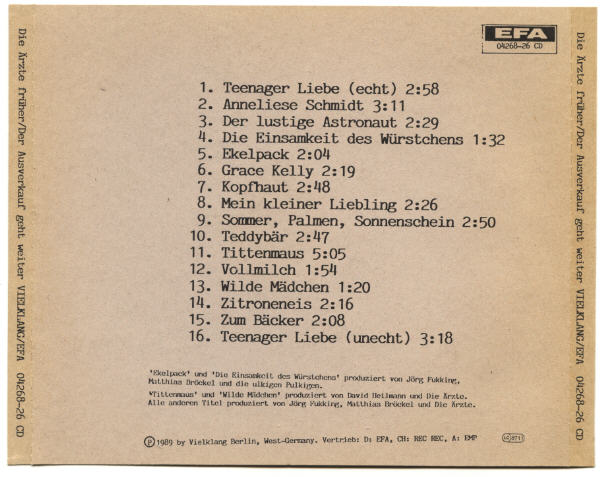 EFA
04268-26 CD
Die Ärzte früher/Der Ausverkauf geht weiter VIELKLANG/EFA 04268-26 CD
1. Teenager Liebe (echt) 2:58
2. Anneliese Schmidt 3:11
3. Der lustige Astronaut 2:29
4. Die Einsamkeit des Würstchens 1:32
5. Ekelpack 2:04
6. Grace Kelly 2:19
7. Kopfhaut 2:48
8. Mein kleiner Liebling 2:26
9. Sommer, Palmen, Sonnenschein 2:50
10. Teddybär 2:47
11. Tittenmaus 5:05
12. Vollmilch 1:54
13. Wilde Mädchen 1:20
14. Zitroneneis 2:16
15. Zum Bäcker 2:08
16. Teenager Liebe (unecht) 3:18
'Ekelpack' und 'Die Einsamkeit des Würstchens' produziert von Jörg Fukking,
Matthias Bröckel und die ulkigen Pulkigen.
'Tittenmaus' und 'Wilde Mädchen' produziert von David Heilmann und Die Ärzte.
Alle anderen Titel produziert von Jörg Fukking, Matthias Bröckel und Die Ärzte.
Ⓟ1989 by Vielklang Berlin, West-Germany. Vertrieb: D: EFA, CH: REC REC, A: EMP
Die Ärzte früher/Der Ausverkauf geht weiter VIELKLANG/EFA 04268-26 CD